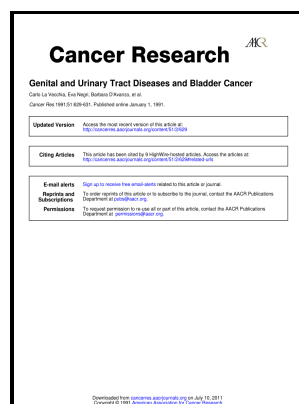 Cancer Research
AACR
Genital and Urinary Tract Diseases and Bladder Cancer
Carlo La Vecchia, Eva Negri, Barbara D'Avanzo, et al.
Cancer Res 1991;51:629-631. Published online January 1, 1991.
Updated Version
Access the most recent version of this article at:
http://cancerres.aacrjournals.org/content/51/2/629
Citing Articles
This article has been cited by 9 HighWire-hosted articles. Access the articles at:
http://cancerres.aacrjournals.org/content/51/2/629#related-urls
E-mail alerts
Sign up to receive free email-alerts related to this article or journal.
Reprints and
Subscriptions
To order reprints of this article or to subscribe to the journal, contact the AACR Publications
Department at pubs@aacr.org.
Permissions
To request permission to re-use all or part of this article, contact the AACR Publications
Department at permissions@aacr.org.
Downloaded from cancerres.aacrjournals.org on July 10, 2011
Copyright © 1991 American Association for Cancer Research